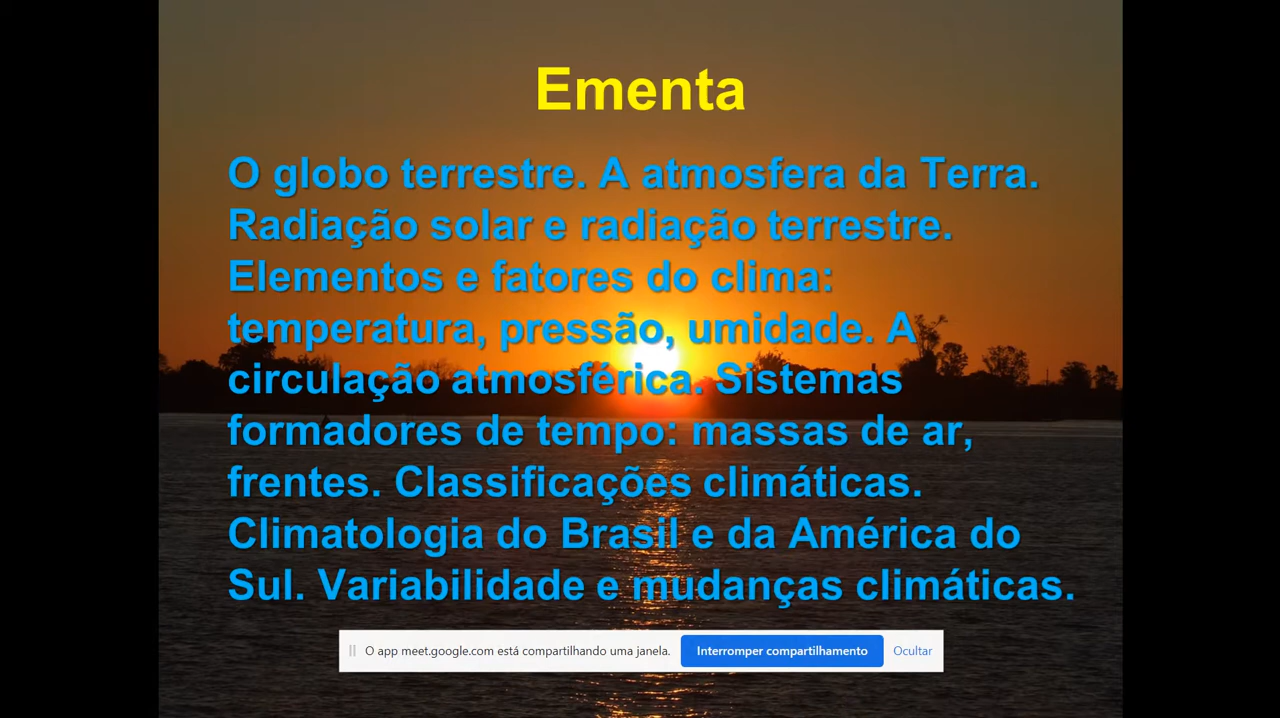 Ementa
O globo terrestre. A atmosfera da Terra.
Radiação solar e radiação terrestre.
Elementos e fatores do clima:
temperatura, pressão, umidade. A
circulação atmosférica. Sistemas
formadores de tempo: massas de ar,
frentes. Classificações climáticas.
Climatologia do Brasil e da América do
Sul. Variabilidade e mudanças climáticas.
O app meet.google.com está compartilhando uma janela. Interromper compartilhamento Ocultar